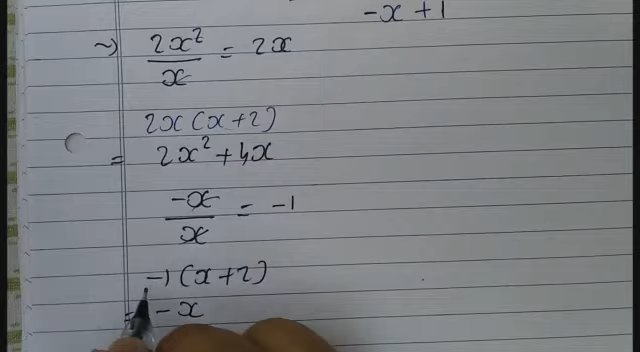 -x + 1
~) 2x² / x = 2x
2x(x+2)
= 2x² + 4x
-x / x = -1
-1(x+2)
= -x